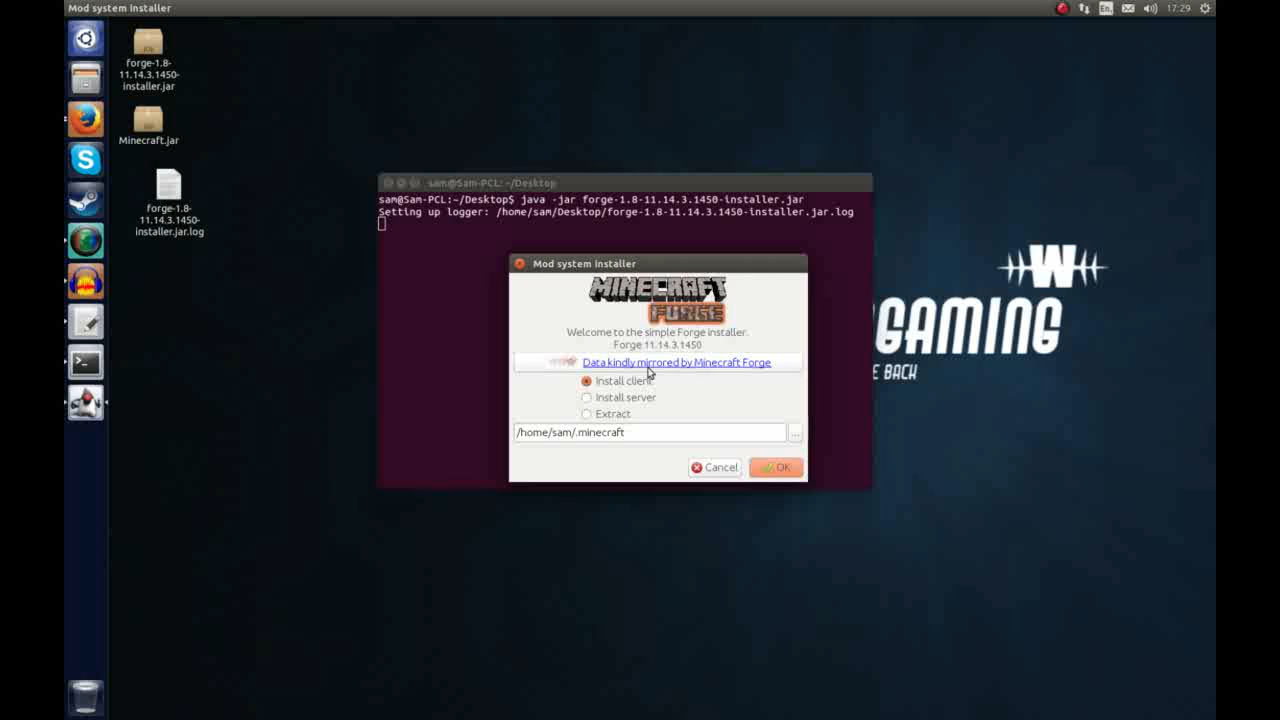 Mod system Installer
En
17:29
forge-1.8-
11.14.3.1450-
installer.jar
Minecraft.jar
forge-1.8-
11.14.3.1450-
installer.jar.log
sam@Sam-PCL: ~/Desktop
sam@Sam-PCL:~/Desktop$ java -jar forge-1.8-11.14.3.1450-installer.jar
Setting up logger: /home/sam/Desktop/forge-1.8-11.14.3.1450-installer.jar.log
Mod system Installer
MINECRAFT
FORGE
Welcome to the simple Forge installer.
Forge 11.14.3.1450
Data kindly mirrored by Minecraft Forge
Install client
Install server
Extract
/home/sam/.minecraft
...
Cancel
OK
W
GAMING
E BACK